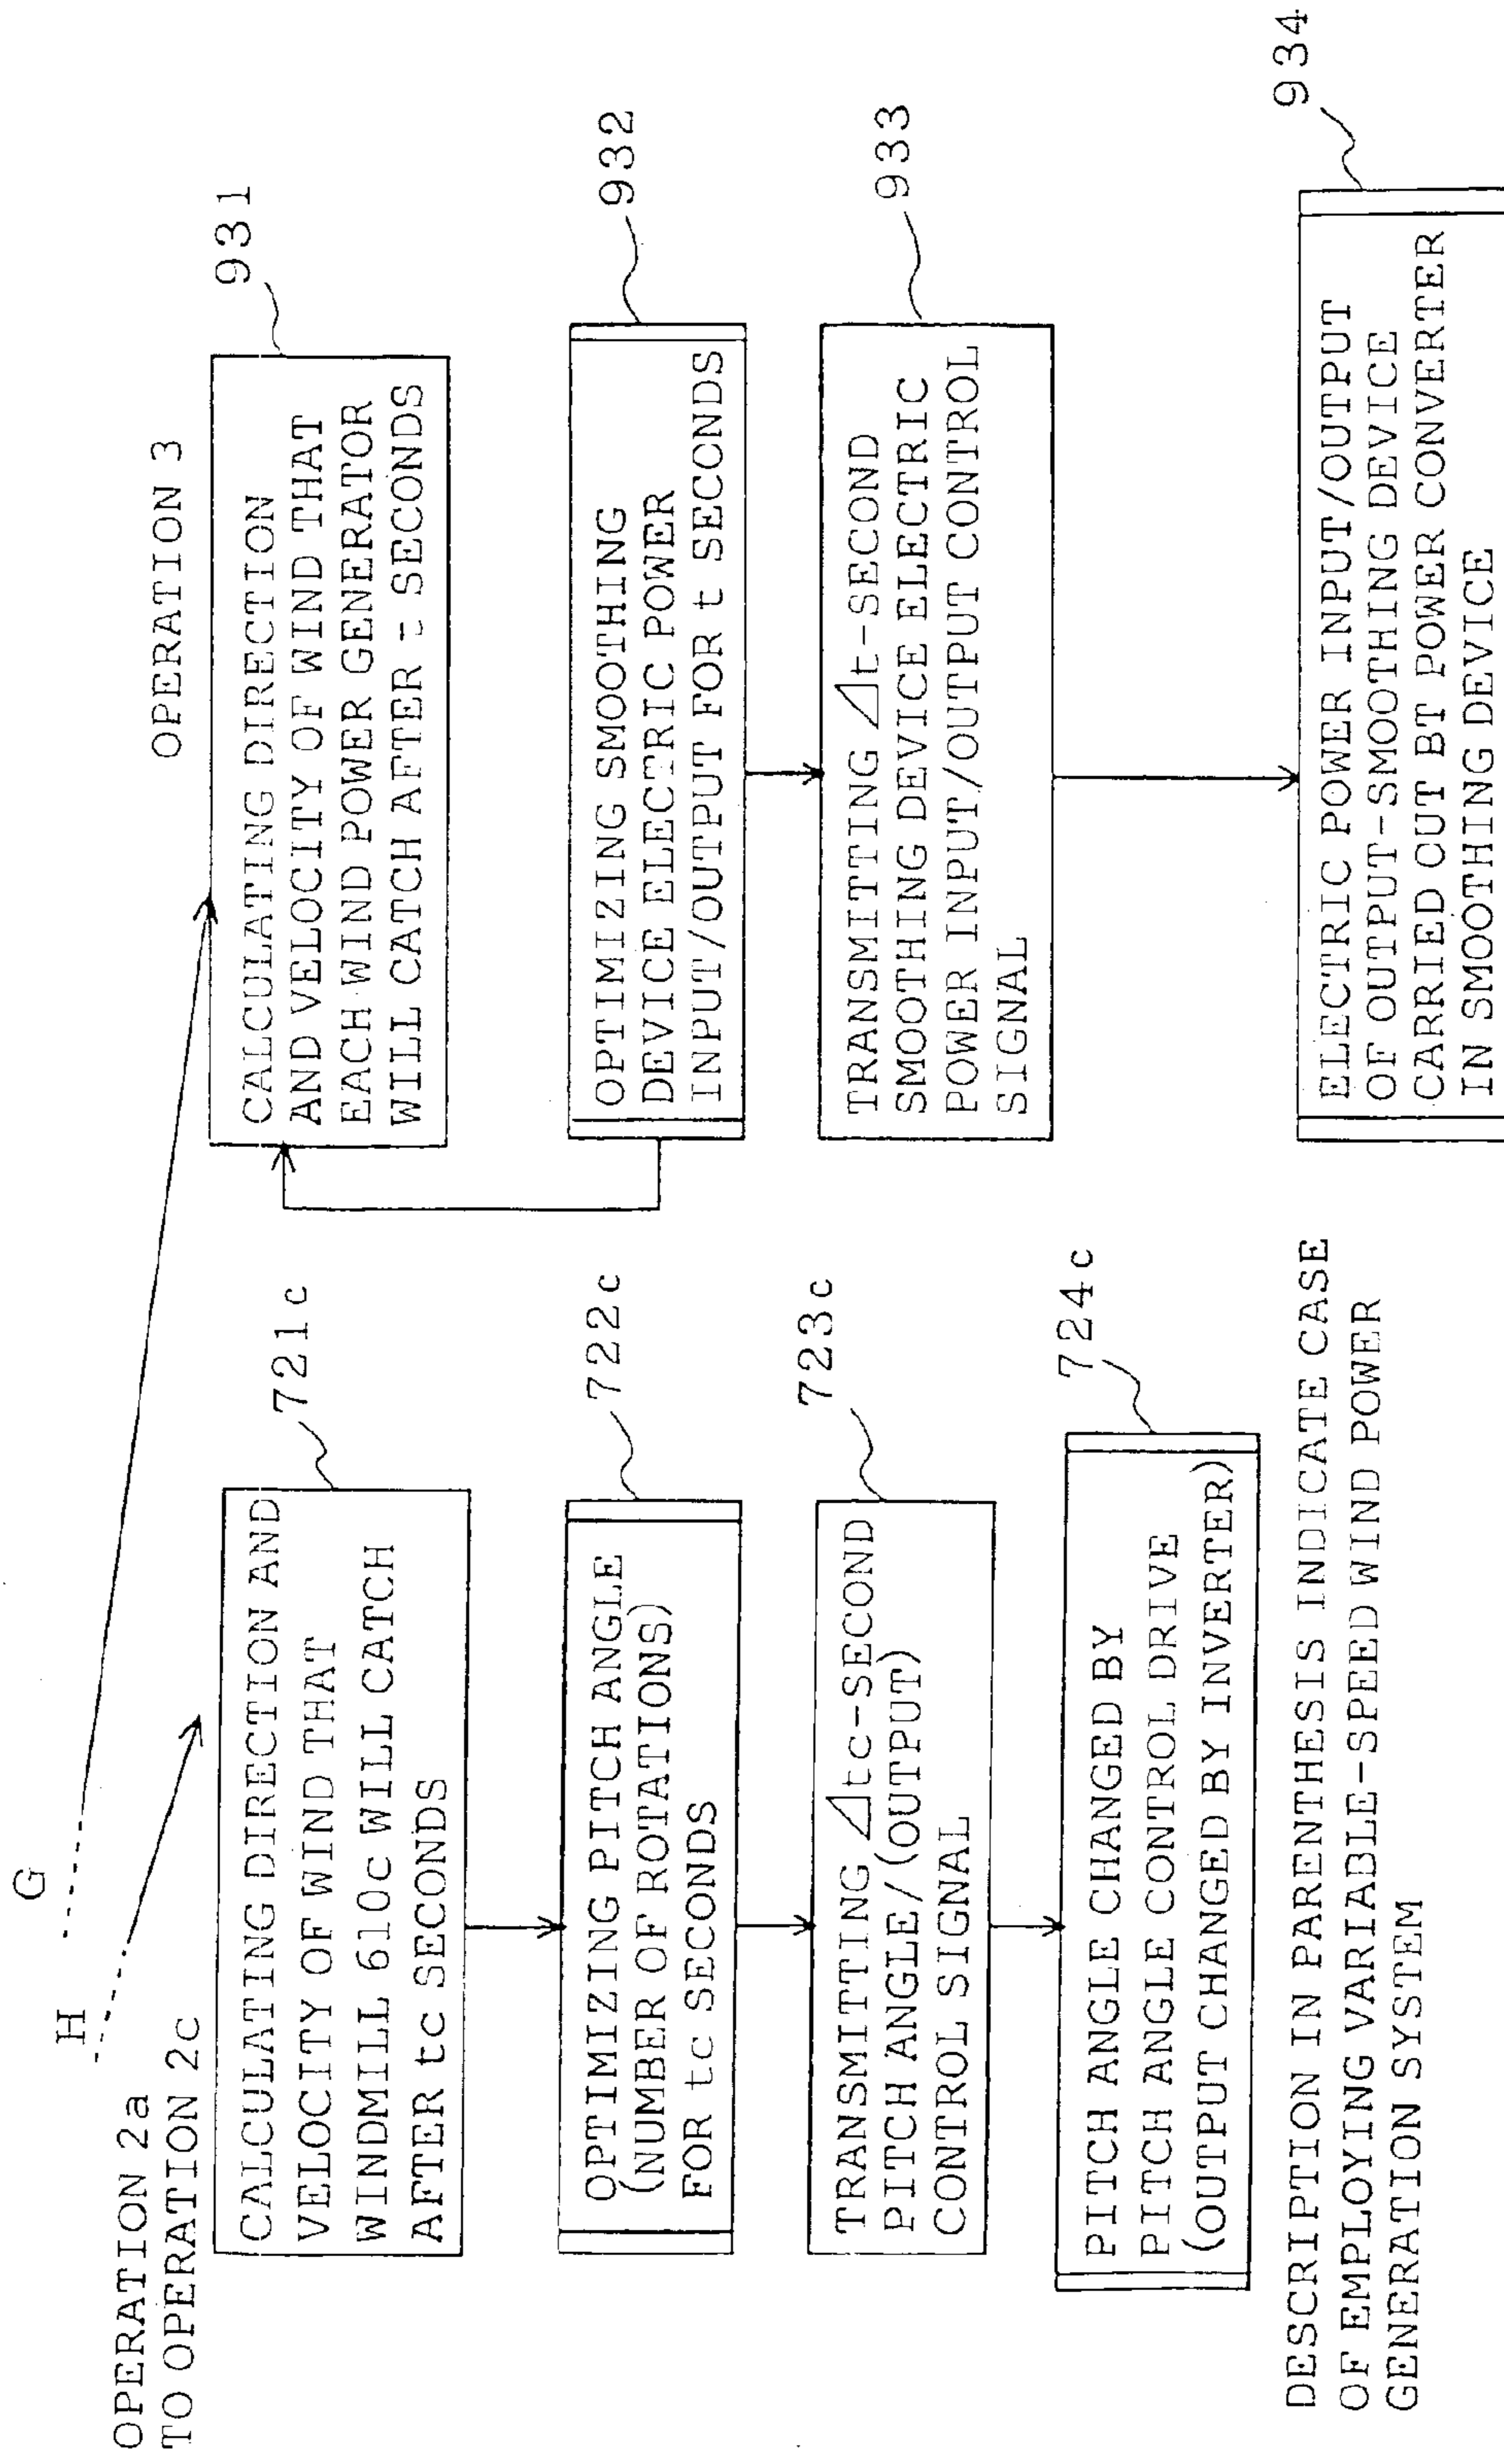 G
H
OPERATION 2a
TO OPERATION 2c
CALCULATING DIRECTION AND
VELOCITY OF WIND THAT
WINDMILL 610c WILL CATCH
AFTER tc SECONDS
721c
OPTIMIZING PITCH ANGLE
(NUMBER OF ROTATIONS)
FOR tc SECONDS
722c
TRANSMITTING ⊿tc-SECOND
PITCH ANGLE/(OUTPUT)
CONTROL SIGNAL
723c
PITCH ANGLE CHANGED BY
PITCH ANGLE CONTROL DRIVE
(OUTPUT CHANGED BY INVERTER)
724c
DESCRIPTION IN PARENTHESIS INDICATE CASE
OF EMPLOYING VARIABLE-SPEED WIND POWER
GENERATION SYSTEM
OPERATION 3
CALCULATING DIRECTION
AND VELOCITY OF WIND THAT
EACH WIND POWER GENERATOR
WILL CATCH AFTER SECONDS
931
OPTIMIZING SMOOTHING
DEVICE ELECTRIC POWER
INPUT/OUTPUT FOR t SECONDS
932
TRANSMITTING ⊿t-SECOND
SMOOTHING DEVICE ELECTRIC
POWER INPUT/OUTPUT CONTROL
SIGNAL
933
ELECTRIC POWER INPUT/OUTPUT
OF OUTPUT-SMOOTHING DEVICE
CARRIED OUT BT POWER CONVERTER
IN SMOOTHING DEVICE
934